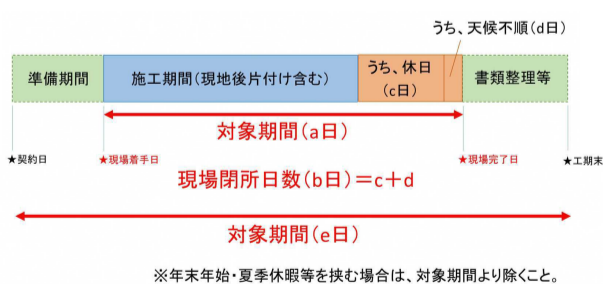 うち、天候不順(d日)
準備期間
施工期間(現地後片付け含む)
うち、休日
(c日)
書類整理等
対象期間(a日)
★契約日
★現場着手日
★現場完了日
★工期末
現場閉所日数(b日)=c+d
対象期間(e日)
※年末年始・夏季休暇等を挟む場合は、対象期間より除くこと。